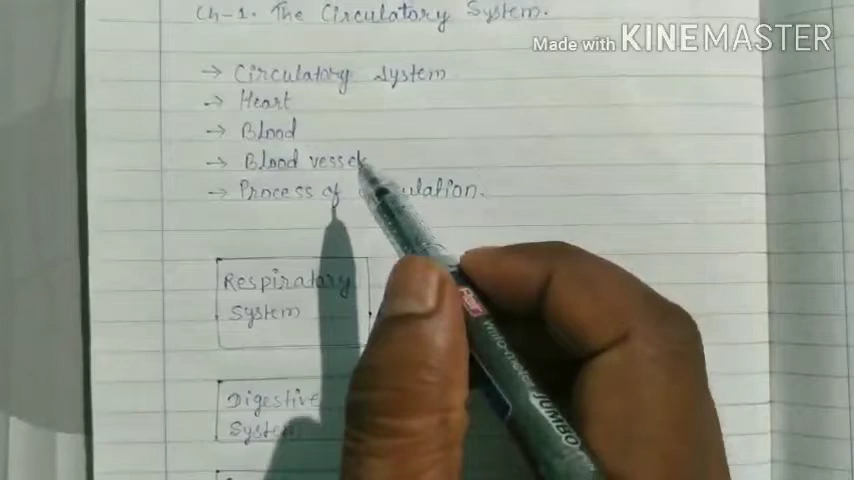 Ch-1. The Circulatory System.
Made with KINEMASTER
→ Circulatory System
→ Heart
→ Blood
→ Blood vessels
→ Process of
Respiratory
System
Digestive
System
JUMBO